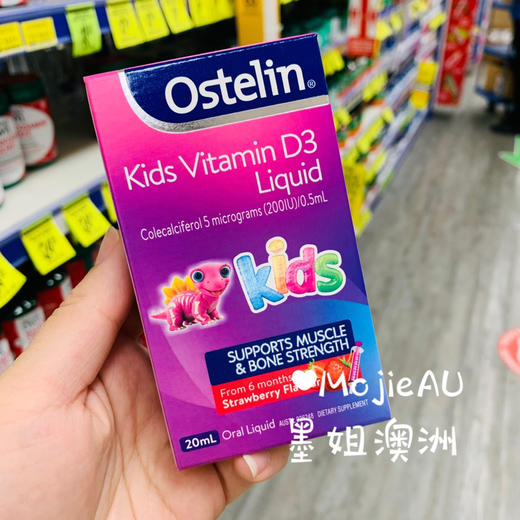 Ostelin®
Kids Vitamin D3
Liquid
Colecalciferol 5 micrograms (200IU)/0.5mL
kids
SUPPORTS MUSCLE
& BONE STRENGTH
From 6 months
Strawberry
MojieAU
20mL Oral Liquid DIETARY SUPPLEMENT
墨姐澳洲